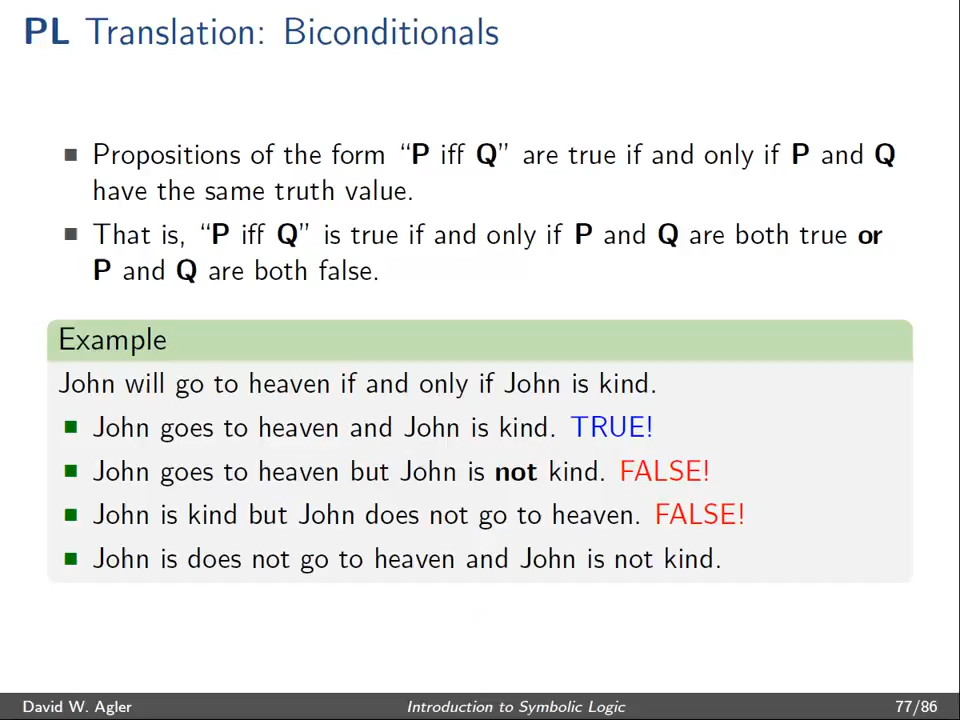 PL Translation: Biconditionals
■ Propositions of the form “P iff Q” are true if and only if P and Q
have the same truth value.
■ That is, “P iff Q” is true if and only if P and Q are both true or
P and Q are both false.
Example
John will go to heaven if and only if John is kind.
■ John goes to heaven and John is kind. TRUE!
■ John goes to heaven but John is not kind. FALSE!
■ John is kind but John does not go to heaven. FALSE!
■ John is does not go to heaven and John is not kind.
David W. Agler Introduction to Symbolic Logic 77/86